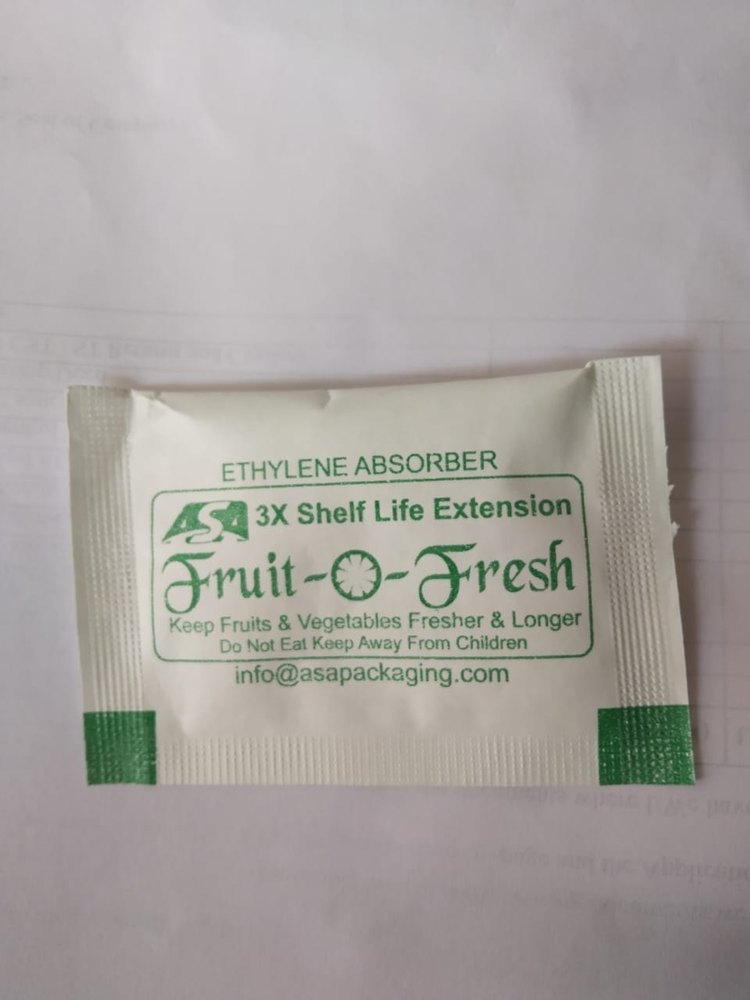 ETHYLENE ABSORBER
ASA 3X Shelf Life Extension
Fruit-O-Fresh
Keep Fruits & Vegetables Fresher & Longer
Do Not Eat Keep Away From Children
info@asapackaging.com